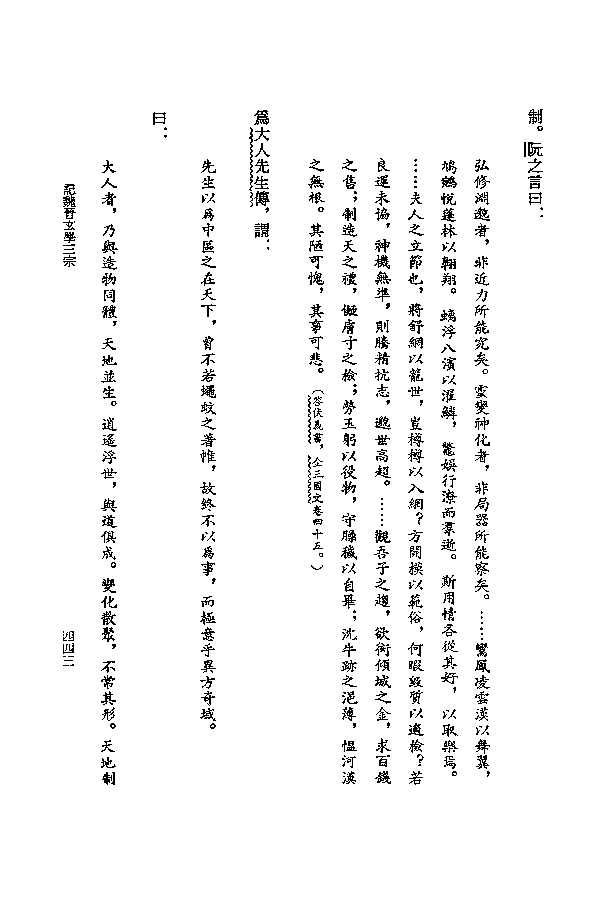 制。阮之言曰：
弘修淵邈者，非近力所能究矣。靈變神化者，非局器所能察矣。……鸞鳳凌雲漢以舞翼，
鳩鷃悅蓬林以翱翔。螭浮八濱以濯鱗，鼈娛行潦而羣逝。斯用情各從其好，以取樂焉。
……夫人之立節也，將舒網以籠世，豈樽樽以入網？方開模以範俗，何暇毀質以適檢？若
良運未協，神機無準，則騰精抗志，邈世高超。……觀吾子之趨，欲衒傾城之金，求百錢
之售；制造天之禮，儗膚寸之檢；勞玉躬以役物，守臊穢以自畢；沈牛跡之浥薄，慍河漢
之無根。其陋可愧，其事可悲。（答伏羲書，全三國文卷四十五。）
爲大人先生傳，謂：
先生以爲中區之在天下，曾不若蠅蚊之著帷，故終不以爲事，而極意乎異方奇域。
曰：
大人者，乃與造物同體，天地並生。逍遙浮世，與道俱成。變化散聚，不常其形。天地制
記魏晉玄學三宗
四四三